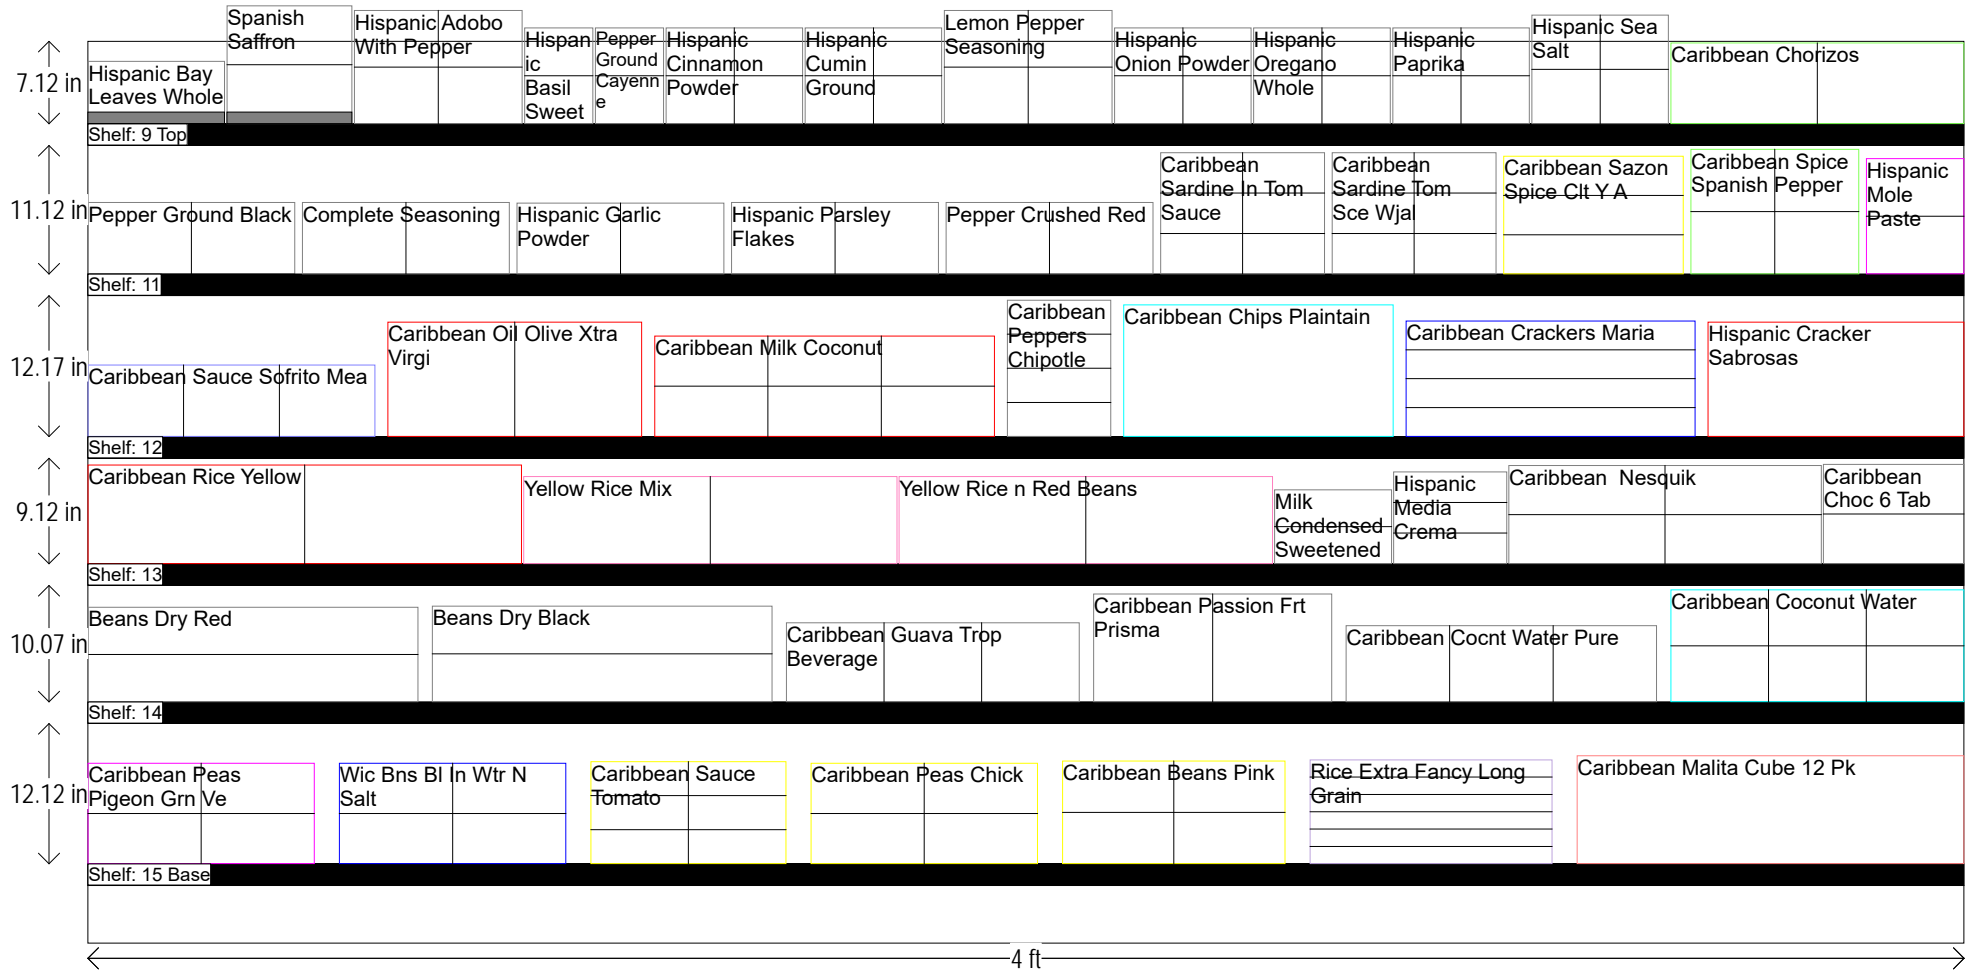 Spanish
Saffron
Hispanic Adobo
With Pepper
Hispan
ic
Basil
Sweet
Pepper
Ground
Cayenn
e
Hispanic
Cinnamon
Powder
Hispanic
Cumin
Ground
Lemon Pepper
Seasoning
Hispanic
Onion Powder
Hispanic
Oregano
Whole
Hispanic
Paprika
Hispanic Sea
Salt
Caribbean Chorizos
7.12 in
Hispanic Bay
Leaves Whole
Shelf: 9 Top
11.12 in
Pepper Ground Black
Complete Seasoning
Hispanic Garlic
Powder
Hispanic Parsley
Flakes
Pepper Crushed Red
Caribbean
Sardine In Tom
Sauce
Caribbean
Sardine Tom
Sce Wjal
Caribbean Sazon
Spice Clt Y A
Caribbean Spice
Spanish Pepper
Hispanic
Mole
Paste
Shelf: 11
12.17 in
Caribbean Sauce Sofrito Mea
Caribbean Oil Olive Xtra
Virgi
Caribbean Milk Coconut
Caribbean
Peppers
Chipotle
Caribbean Chips Plaintain
Caribbean Crackers Maria
Hispanic Cracker
Sabrosas
Shelf: 12
9.12 in
Caribbean Rice Yellow
Yellow Rice Mix
Yellow Rice n Red Beans
Milk
Condensed
Sweetened
Hispanic
Media
Crema
Caribbean  Nesquik
Caribbean
Choc 6 Tab
Shelf: 13
10.07 in
Beans Dry Red
Beans Dry Black
Caribbean Guava Trop
Beverage
Caribbean Passion Frt
Prisma
Caribbean Cocnt Water Pure
Caribbean Coconut Water
Shelf: 14
12.12 in
Caribbean Peas
Pigeon Grn Ve
Wic Bns Bl In Wtr N
Salt
Caribbean Sauce
Tomato
Caribbean Peas Chick
Caribbean Beans Pink
Rice Extra Fancy Long
Grain
Caribbean Malita Cube 12 Pk
Shelf: 15 Base
4 ft